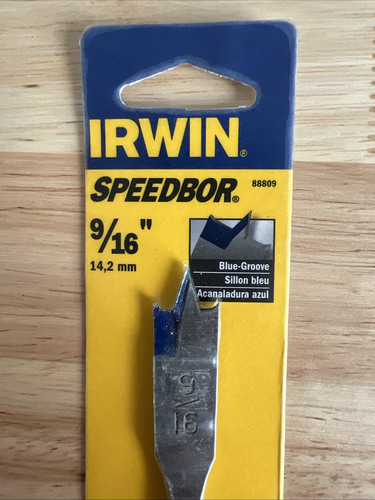 IRWIN®
SPEEDBOR® 88809
9/16"
14,2 mm
Blue-Groove
Sillon bleu
Acanaladura azul
9/16